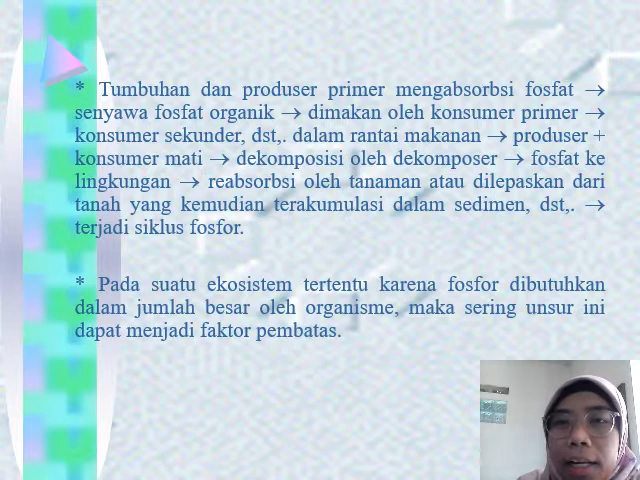 * Tumbuhan dan produser primer mengabsorbsi fosfat →
senyawa fosfat organik → dimakan oleh konsumer primer →
konsumer sekunder, dst,. dalam rantai makanan → produser +
konsumer mati → dekomposisi oleh dekomposer → fosfat ke
lingkungan → reabsorbsi oleh tanaman atau dilepaskan dari
tanah yang kemudian terakumulasi dalam sedimen, dst,. →
terjadi siklus fosfor.
* Pada suatu ekosistem tertentu karena fosfor dibutuhkan
dalam jumlah besar oleh organisme, maka sering unsur ini
dapat menjadi faktor pembatas.